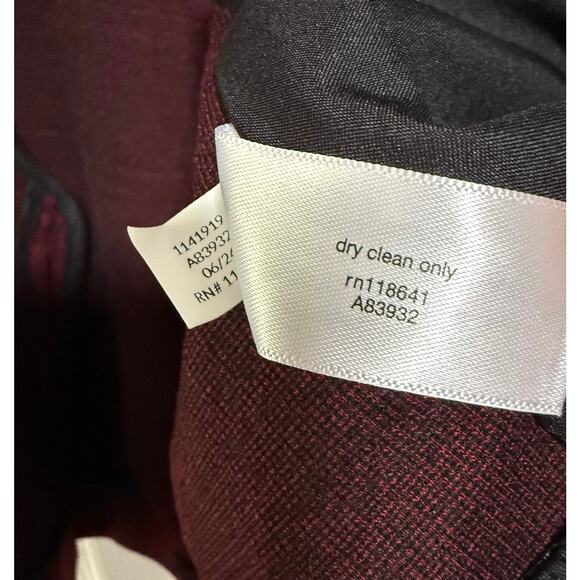 1141919
A83932
06/2
RN# 11
dry clean only
rn118641
A83932